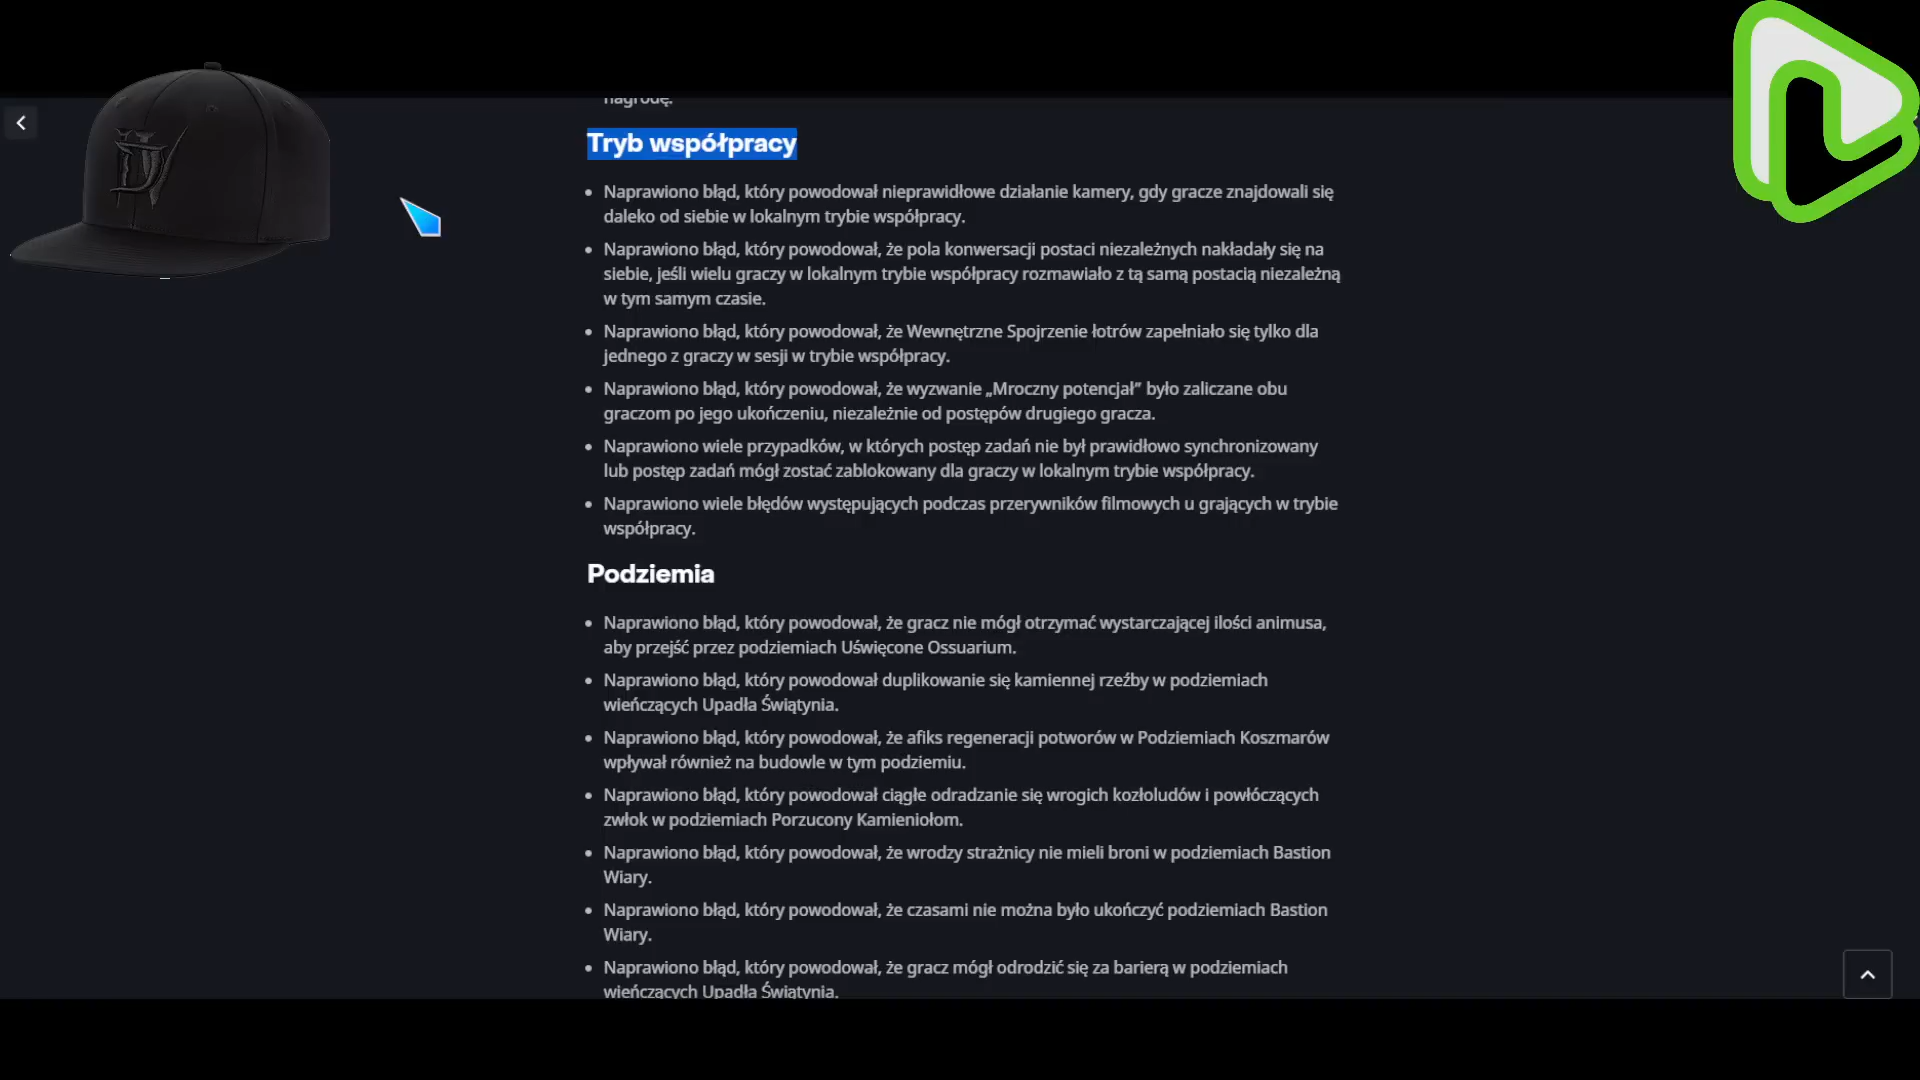 nagrodę.
Tryb współpracy
• Naprawiono błąd, który powodował nieprawidłowe działanie kamery, gdy gracze znajdowali się
daleko od siebie w lokalnym trybie współpracy.
• Naprawiono błąd, który powodował, że pola konwersacji postaci niezależnych nakładały się na
siebie, jeśli wielu graczy w lokalnym trybie współpracy rozmawiało z tą samą postacią niezależną
w tym samym czasie.
• Naprawiono błąd, który powodował, że Wewnętrzne Spojrzenie łotrów zapełniało się tylko dla
jednego z graczy w sesji w trybie współpracy.
• Naprawiono błąd, który powodował, że wyzwanie „Mroczny potencjał” było zaliczane obu
graczom po jego ukończeniu, niezależnie od postępów drugiego gracza.
• Naprawiono wiele przypadków, w których postęp zadań nie był prawidłowo synchronizowany
lub postęp zadań mógł zostać zablokowany dla graczy w lokalnym trybie współpracy.
• Naprawiono wiele błędów występujących podczas przerywników filmowych u grających w trybie
współpracy.
Podziemia
• Naprawiono błąd, który powodował, że gracz nie mógł otrzymać wystarczającej ilości animusa,
aby przejść przez podziemiach Uświęcone Ossuarium.
• Naprawiono błąd, który powodował duplikowanie się kamiennej rzeźby w podziemiach
wieńczących Upadła Świątynia.
• Naprawiono błąd, który powodował, że afiks regeneracji potworów w Podziemiach Koszmarów
wpływał również na budowle w tym podziemiu.
• Naprawiono błąd, który powodował ciągłe odradzanie się wrogich kozłoludów i powłóczących
zwłok w podziemiach Porzucony Kamieniołom.
• Naprawiono błąd, który powodował, że wrodzy strażnicy nie mieli broni w podziemiach Bastion
Wiary.
• Naprawiono błąd, który powodował, że czasami nie można było ukończyć podziemiach Bastion
Wiary.
• Naprawiono błąd, który powodował, że gracz mógł odrodzić się za barierą w podziemiach
wieńczących Upadła Świątynia.